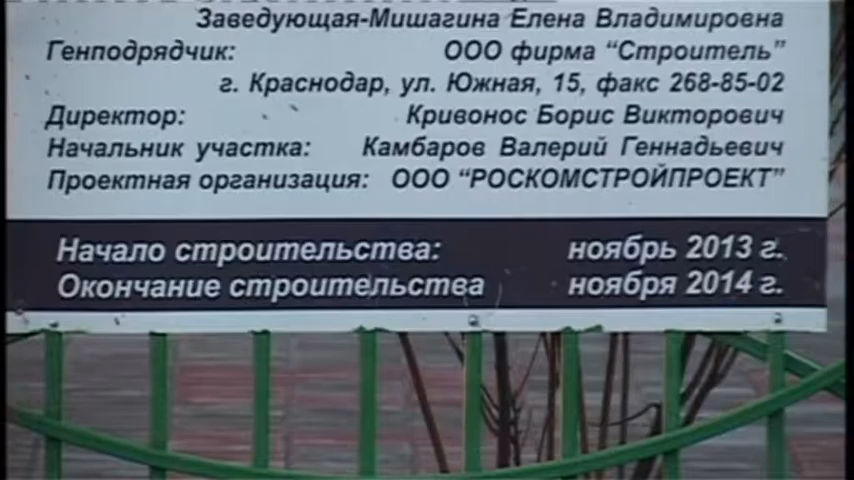 Заведующая-Мишагина Елена Владимировна
Генподрядчик: ООО фирма “Строитель”
г. Краснодар, ул. Южная, 15, факс 268-85-02
Директор: Кривонос Борис Викторович
Начальник участка: Камбаров Валерий Геннадьевич
Проектная организация: ООО “РОСКОМСТРОЙПРОЕКТ”
Начало строительства: ноябрь 2013 г.
Окончание строительства ноября 2014 г.